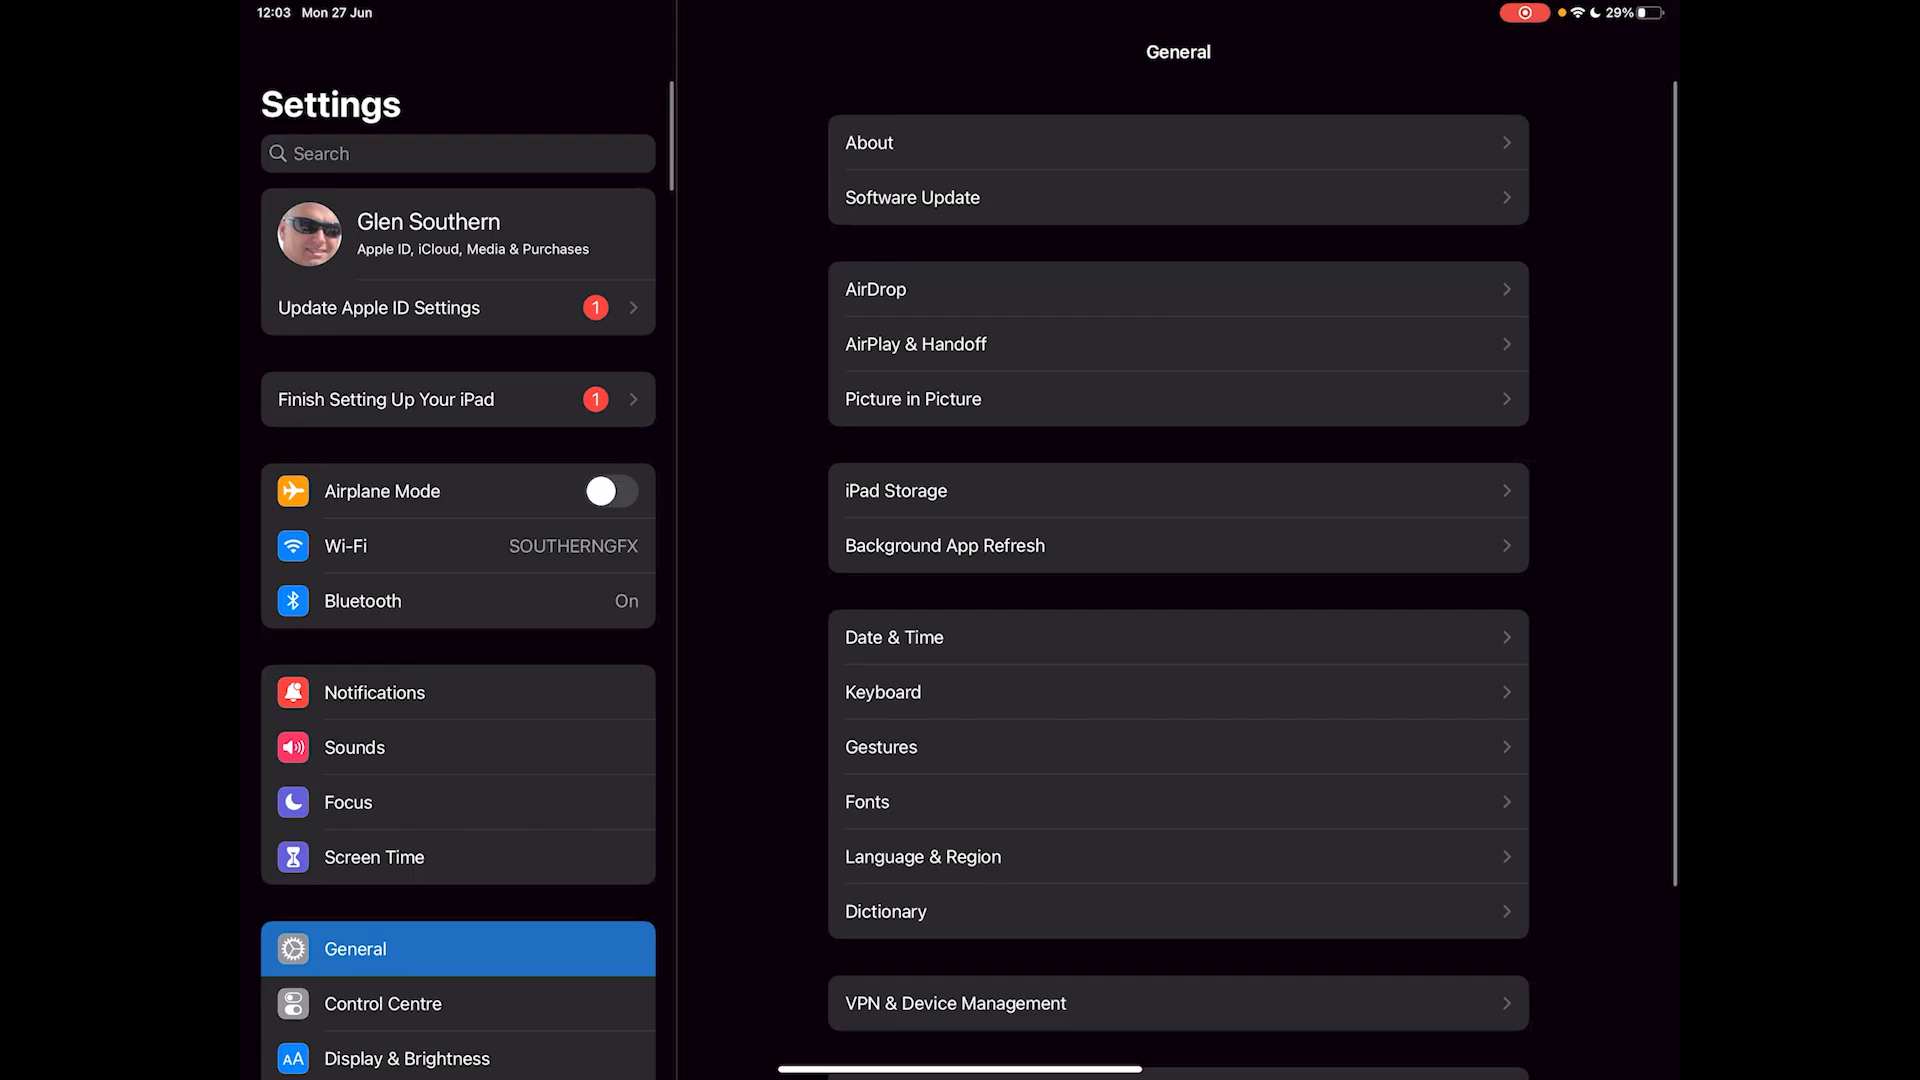 12:03 Mon 27 Jun
29%
Settings
Search
Glen Southern
Apple ID, iCloud, Media & Purchases
Update Apple ID Settings 1
Finish Setting Up Your iPad 1
Airplane Mode
Wi-Fi SOUTHERNGFX
Bluetooth On
Notifications
Sounds
Focus
Screen Time
General
Control Centre
AA Display & Brightness
General
About
Software Update
AirDrop
AirPlay & Handoff
Picture in Picture
iPad Storage
Background App Refresh
Date & Time
Keyboard
Gestures
Fonts
Language & Region
Dictionary
VPN & Device Management